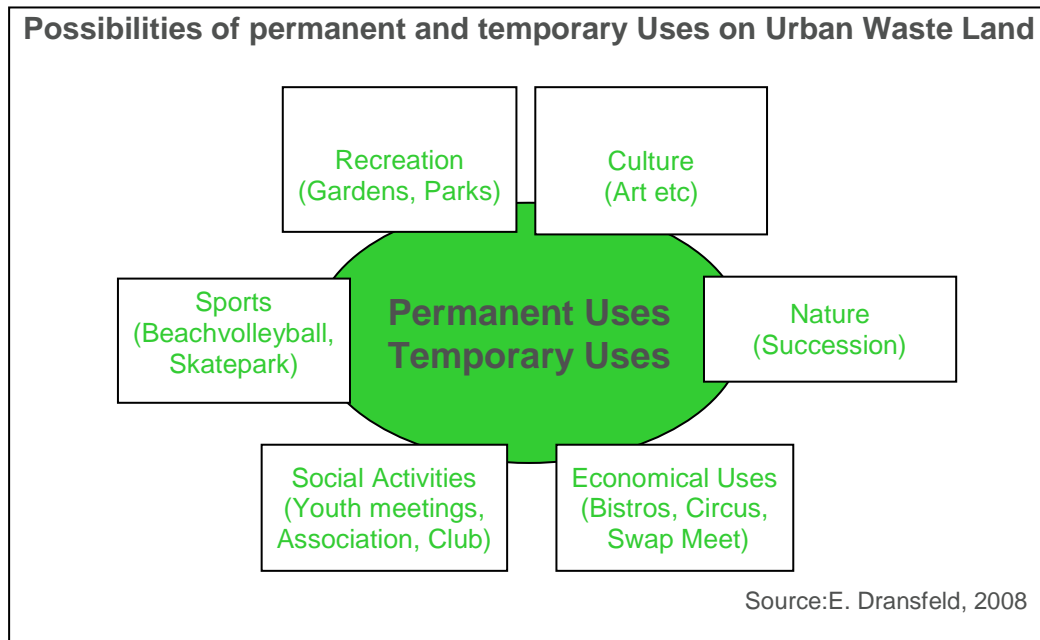 Possibilities of permanent and temporary Uses on Urban Waste Land
Recreation
(Gardens, Parks)
Culture
(Art etc)
Sports
(Beachvolleyball,
Skatepark)
Permanent Uses
Temporary Uses
Nature
(Succession)
Social Activities
(Youth meetings,
Association, Club)
Economical Uses
(Bistros, Circus,
Swap Meet)
Source:E. Dransfeld, 2008